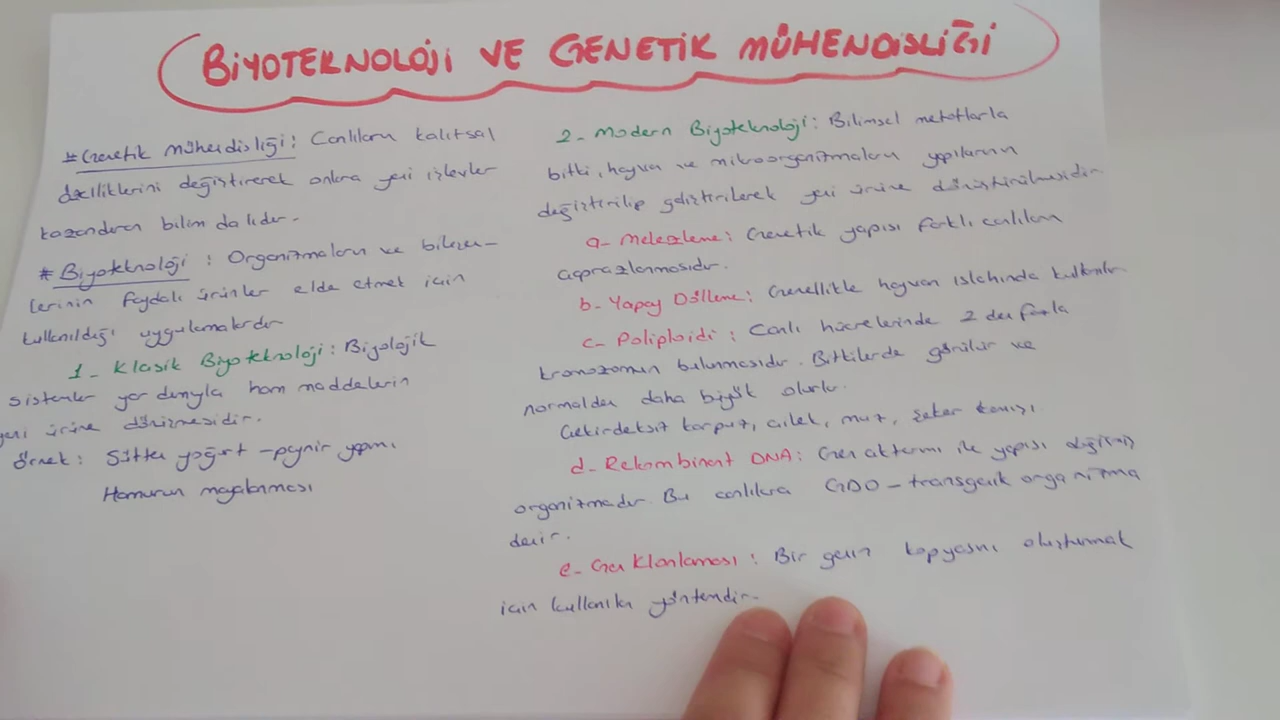 BİYOTEKNOLOJİ VE GENETİK MÜHENDİSLİĞİ
# Genetik mühendisliği: Canlıların kalıtsal
özelliklerini değiştirerek onlara yeni işlevler
kazandıran bilim dalıdır.
# Biyoteknoloji : Organizmaların ve bileşen-
lerinin faydalı ürünler elde etmek için
kullanıldığı uygulamalardır
1- Klasik Biyoteknoloji: Biyolojik
sistemler yardımıyla ham maddelerin
yeni ürüne dönüşmesidir.
Örnek: Sütten yoğurt - peynir yapımı
Hamurun mayalanması
2- Modern Biyoteknoloji: Bilimsel metotlarla
bitki, hayvan ve mikroorganizmaların yapılarının
değiştirilip geliştirilerek yeni ürüne dönüştürülmesidir.
a- Melezleme: Genetik yapısı farklı canlıların
çaprazlanmasıdır.
b- Yapay Dölleme: Genellikle hayvan ıslahında kullanılır.
c- Poliploidi: Canlı hücrelerinde 2 den fazla
kromozomun bulunmasıdır. Bitkilerde görülür ve
normalden daha büyük olurlar.
Çekirdeksiz karpuz, çilek, muz, şeker kamışı
d- Rekombinant DNA: Gen aktarımı ile yapısı değişmiş
organizmadır. Bu canlılara GDO - transgenik organizma
denir.
e- Gen Klonlaması: Bir genin kopyasını oluşturmak
için kullanılan yöntemdir.